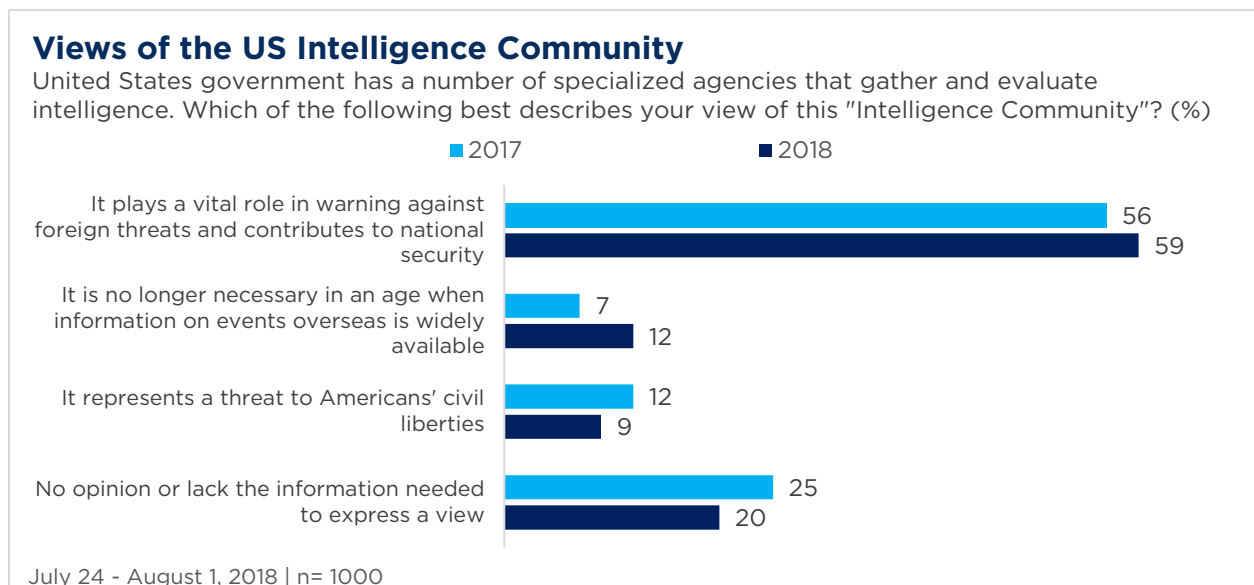 Views of the US Intelligence Community
United States government has a number of specialized agencies that gather and evaluate
intelligence. Which of the following best describes your view of this "Intelligence Community"? (%)
2017 2018
It plays a vital role in warning against
foreign threats and contributes to national
security
56
59
It is no longer necessary in an age when
information on events overseas is widely
available
7
12
It represents a threat to Americans' civil
liberties
12
9
No opinion or lack the information needed
to express a view
25
20
July 24 - August 1, 2018 | n= 1000